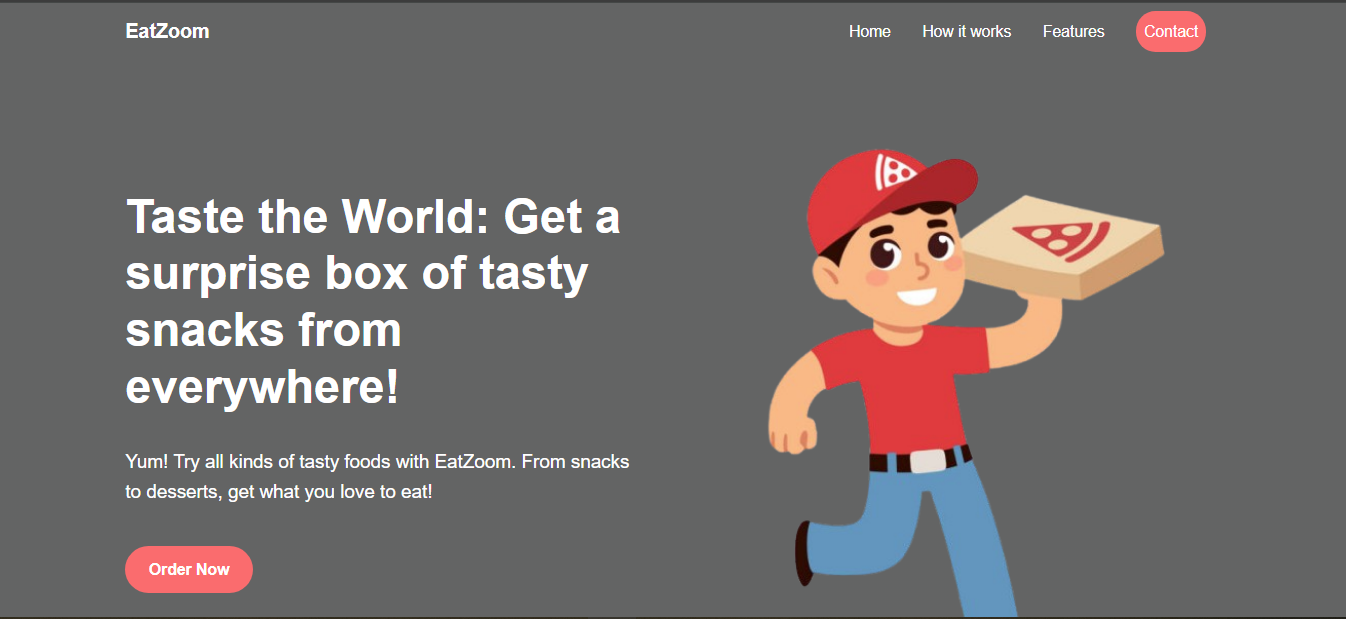 EatZoom
Home
How it works
Features
Contact
Taste the World: Get a
surprise box of tasty
snacks from
everywhere!
Yum! Try all kinds of tasty foods with EatZoom. From snacks
to desserts, get what you love to eat!
Order Now